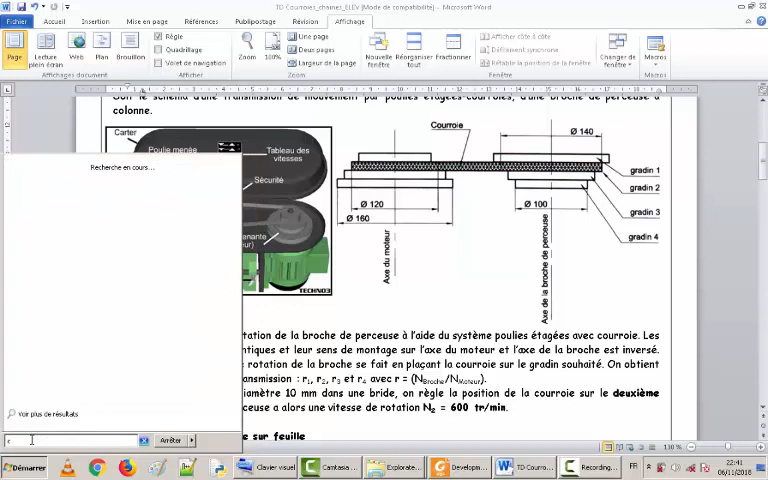 TD Courroies_chaines_ELEV [Mode de compatibilité] - Microsoft Word
Fichier Accueil Insertion Mise en page Références Publipostage Révision Affichage
Page
Lecture plein écran
Web
Plan
Brouillon
Affichages document
Règle
Quadrillage
Volet de navigation
Afficher
Zoom
100%
Une page
Deux pages
Largeur de la page
Zoom
Nouvelle fenêtre
Réorganiser tout
Fractionner
Afficher côte à côte
Défilement synchrone
Rétablir la position de la fenêtre
Fenêtre
Changer de fenêtre
Macros
Macros
Soit le schéma d'une transmission de mouvement par poulies étagées-courroies, d'une broche de perceuse à
colonne.
Carter
Poulie menée
Tableau des vitesses
Sécurité
TECHNO3
Courroie
Ø 140
gradin 1
gradin 2
gradin 3
gradin 4
Ø 120
Ø 160
Ø 100
Axe du moteur
Axe de la broche de perceuse
Recherche en cours...
tation de la broche de perceuse à l'aide du système poulies étagées avec courroie. Les
ntiques et leur sens de montage sur l'axe du moteur et l'axe de la broche est inversé.
rotation de la broche se fait en plaçant la courroie sur le gradin souhaité. On obtient
nsmission : r1, r2, r3 et r4 avec r = (NBroche/NMoteur).
iamètre 10 mm dans une bride, on règle la position de la courroie sur le deuxième
ceuse a alors une vitesse de rotation N2 = 600 tr/min.
e sur feuille
Voir plus de résultats
c
Arrêter
130 %
Démarrer
Clavier visuel
Camtasia
Explorate...
Developm...
TD Courro...
Recording...
FR
22:41
06/11/2018